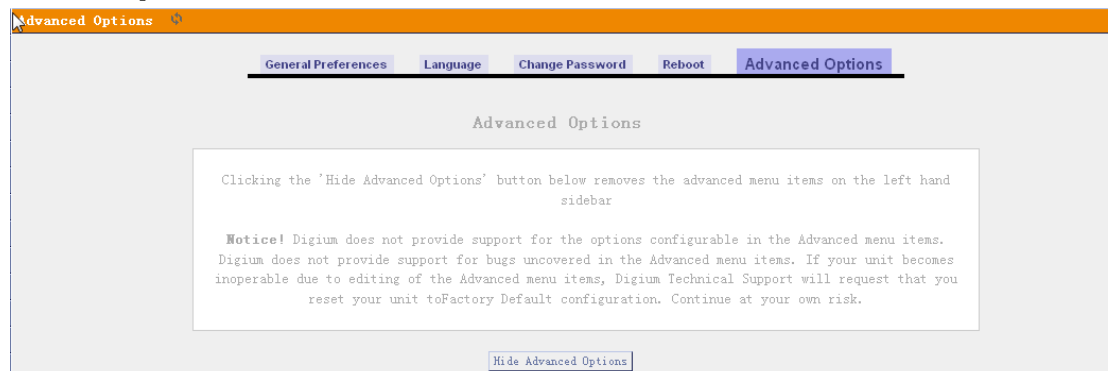 Advanced Options
General Preferences Language Change Password Reboot Advanced Options
Advanced Options
Clicking the 'Hide Advanced Options' button below removes the advanced menu items on the left hand
sidebar
Notice! Digium does not provide support for the options configurable in the Advanced menu items.
Digium does not provide support for bugs uncovered in the Advanced menu items. If your unit becomes
inoperable due to editing of the Advanced menu items, Digium Technical Support will request that you
reset your unit toFactory Default configuration. Continue at your own risk.
Hide Advanced Options